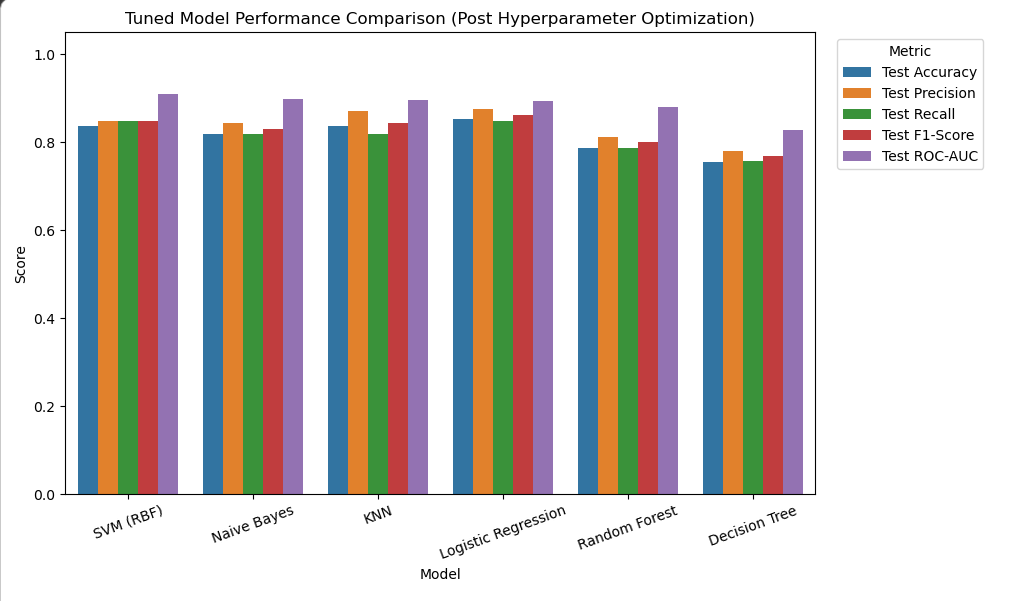 Tuned Model Performance Comparison (Post Hyperparameter Optimization)
1.0
0.8
0.6
0.4
0.2
0.0
Score
SVM (RBF)
Naive Bayes
KNN
Logistic Regression
Random Forest
Decision Tree
Model
Metric
Test Accuracy
Test Precision
Test Recall
Test F1-Score
Test ROC-AUC